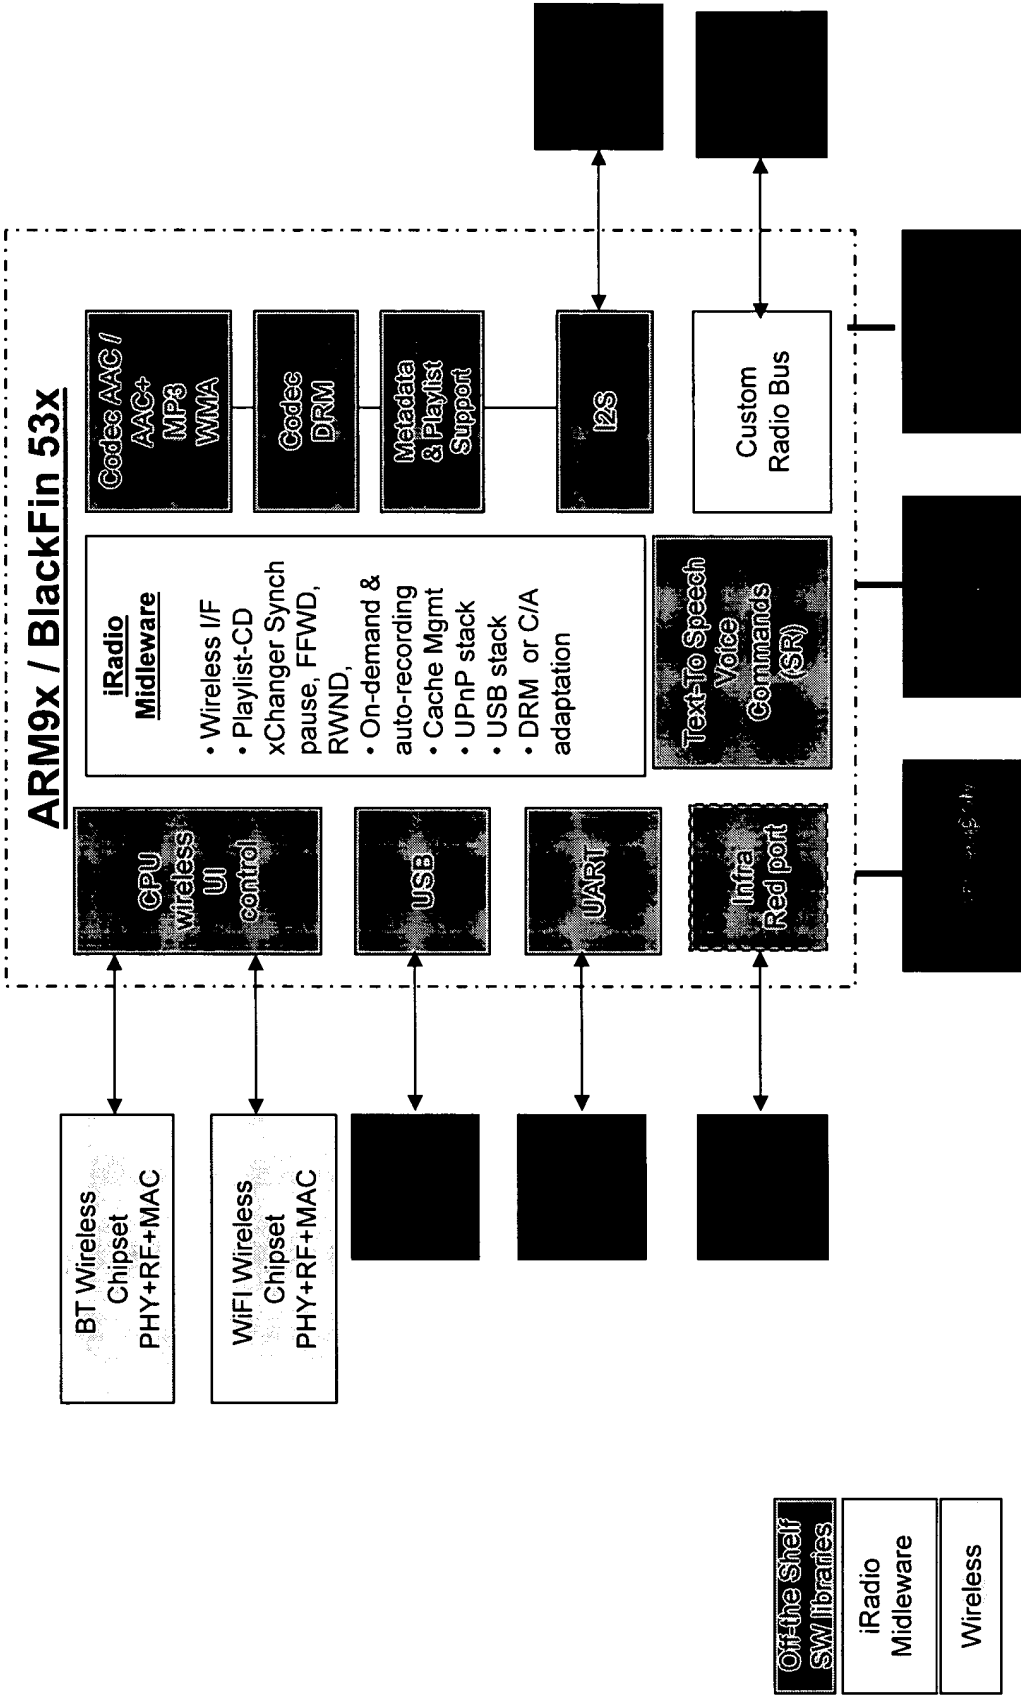 ARM9x / BlackFin 53x
BT Wireless
Chipset
PHY+RF+MAC
WiFI Wireless
Chipset
PHY+RF+MAC
CPU
wireless
UI
control
USB
UART
Infra
Red port
iRadio
Midleware
• Wireless I/F
• Playlist-CD
xChanger Synch
pause, FFWD,
RWND,
• On-demand &
auto-recording
• Cache Mgmt
• UPnP stack
• USB stack
• DRM or C/A
adaptation
Text-To Speech
Voice
Commands
(SR)
Codec AAC /
AAC+
MP3
WMA
Codec
DRM
Metadata
& Playlist
Support
I2S
Custom
Radio Bus
Off-the Shelf
SW libraries
iRadio
Midleware
Wireless